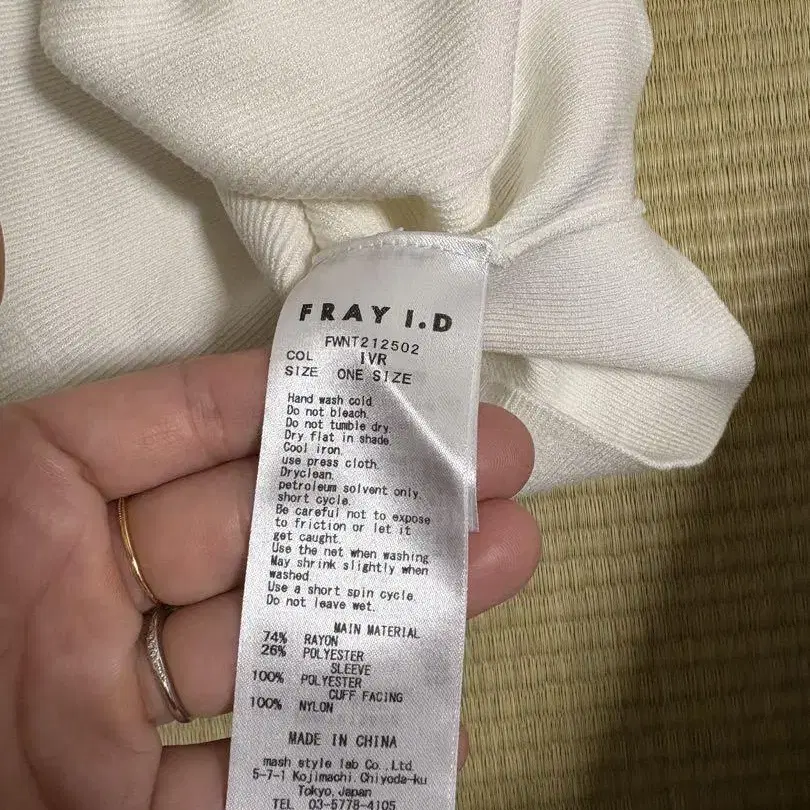 FRAY I.D
FWNT212502
COL IVR
SIZE ONE SIZE
Hand wash cold
Do not bleach.
Do not tumble dry.
Dry flat in shade.
Cool iron.
use press cloth.
Dryclean.
petroleum solvent only.
short cycle.
Be careful not to expose
to friction or let it
get caught.
Use the net when washing
May shrink slightly when
washed.
Use a short spin cycle.
Do not leave wet.
MAIN MATERIAL
74% RAYON
26% POLYESTER
SLEEVE
100% POLYESTER
CUFF FACING
100% NYLON
MADE IN CHINA
mash style lab Co.,Ltd.
5-7-1 Kojimachi.Chiyoda-ku
Tokyo,Japan
TEL 03-5778-4105